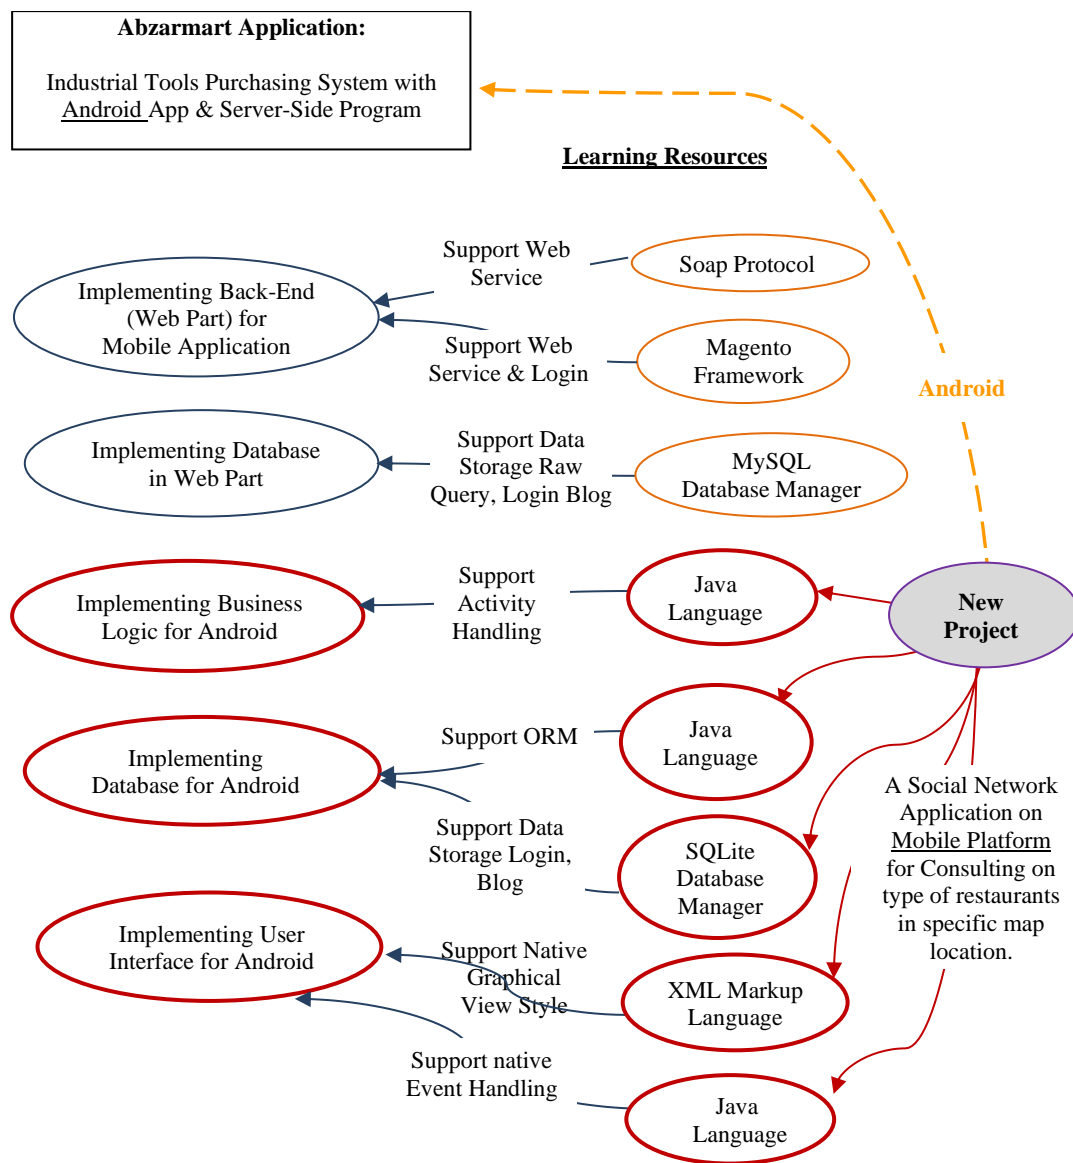 Abzarmart Application:
Industrial Tools Purchasing System with
Android App & Server-Side Program
Learning Resources
Support Web
Service
Soap Protocol
Implementing Back-End
(Web Part) for
Mobile Application
Support Web
Service & Login
Magento
Framework
Android
Implementing Database
in Web Part
Support Data
Storage Raw
Query, Login Blog
MySQL
Database Manager
Implementing Business
Logic for Android
Support
Activity
Handling
Java
Language
New
Project
Implementing
Database for Android
Support ORM
Java
Language
Support Data
Storage Login,
Blog
SQLite
Database
Manager
A Social Network
Application on
Mobile Platform
for Consulting on
type of restaurants
in specific map
location.
Implementing User
Interface for Android
Support Native
Graphical
View Style
XML Markup
Language
Support native
Event Handling
Java
Language